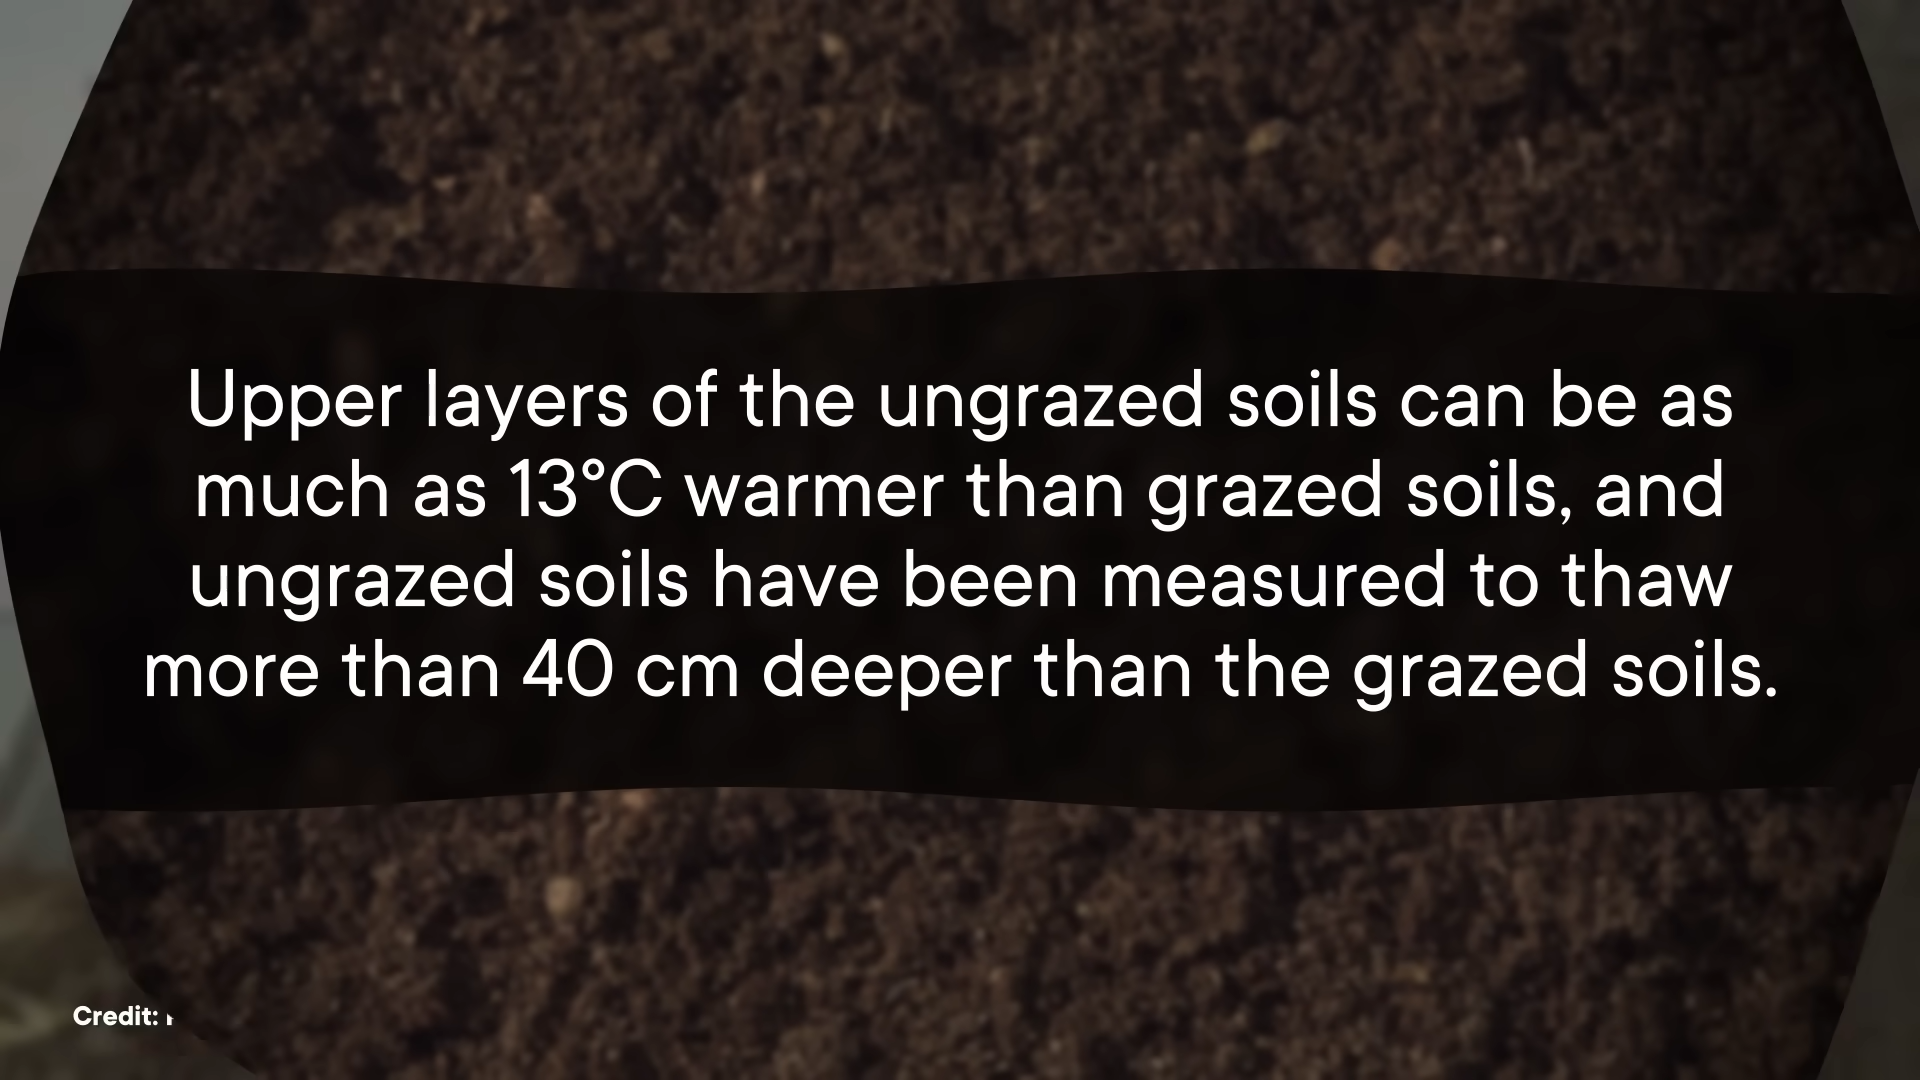 Upper layers of the ungrazed soils can be as
much as 13°C warmer than grazed soils, and
ungrazed soils have been measured to thaw
more than 40 cm deeper than the grazed soils.
Credit: